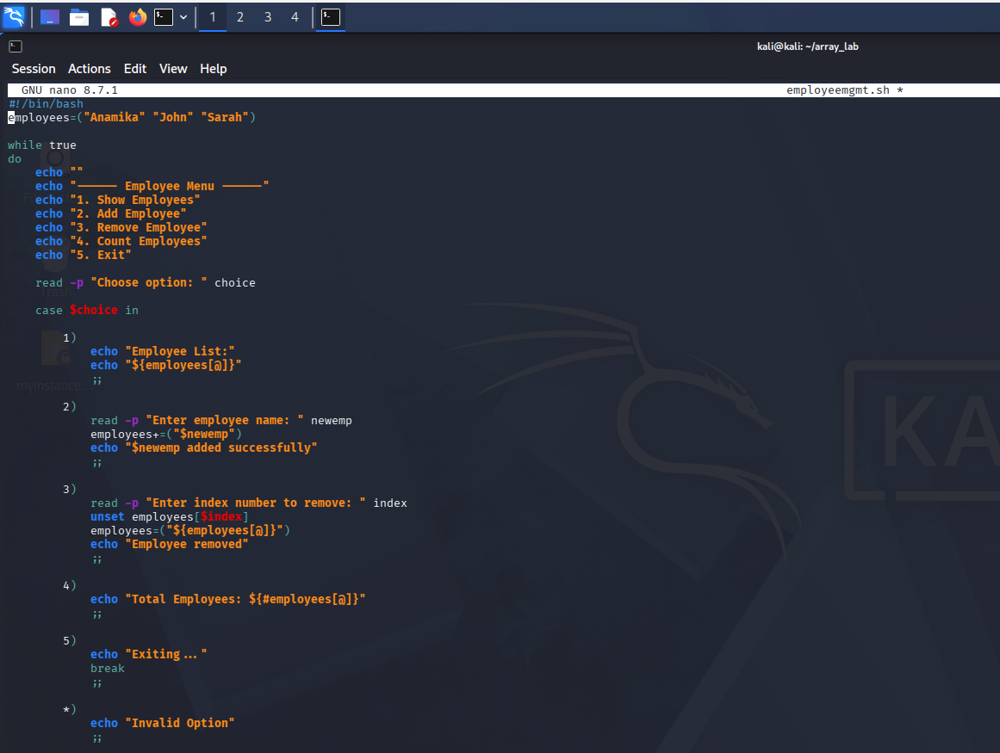 1 2 3 4
kali@kali: ~/array_lab
Session Actions Edit View Help
GNU nano 8.7.1 employeemgmt.sh *
#!/bin/bash
employees=("Anamika" "John" "Sarah")
while true
do
echo ""
echo "------ Employee Menu ------"
echo "1. Show Employees"
echo "2. Add Employee"
echo "3. Remove Employee"
echo "4. Count Employees"
echo "5. Exit"
read -p "Choose option: " choice
case $choice in
1)
echo "Employee List:"
echo "${employees[@]}"
;;
2)
read -p "Enter employee name: " newemp
employees+=("$newemp")
echo "$newemp added successfully"
;;
3)
read -p "Enter index number to remove: " index
unset employees[$index]
employees=("${employees[@]}")
echo "Employee removed"
;;
4)
echo "Total Employees: ${#employees[@]}"
;;
5)
echo "Exiting..."
break
;;
*)
echo "Invalid Option"
;;
Trash
myinstance...
KA